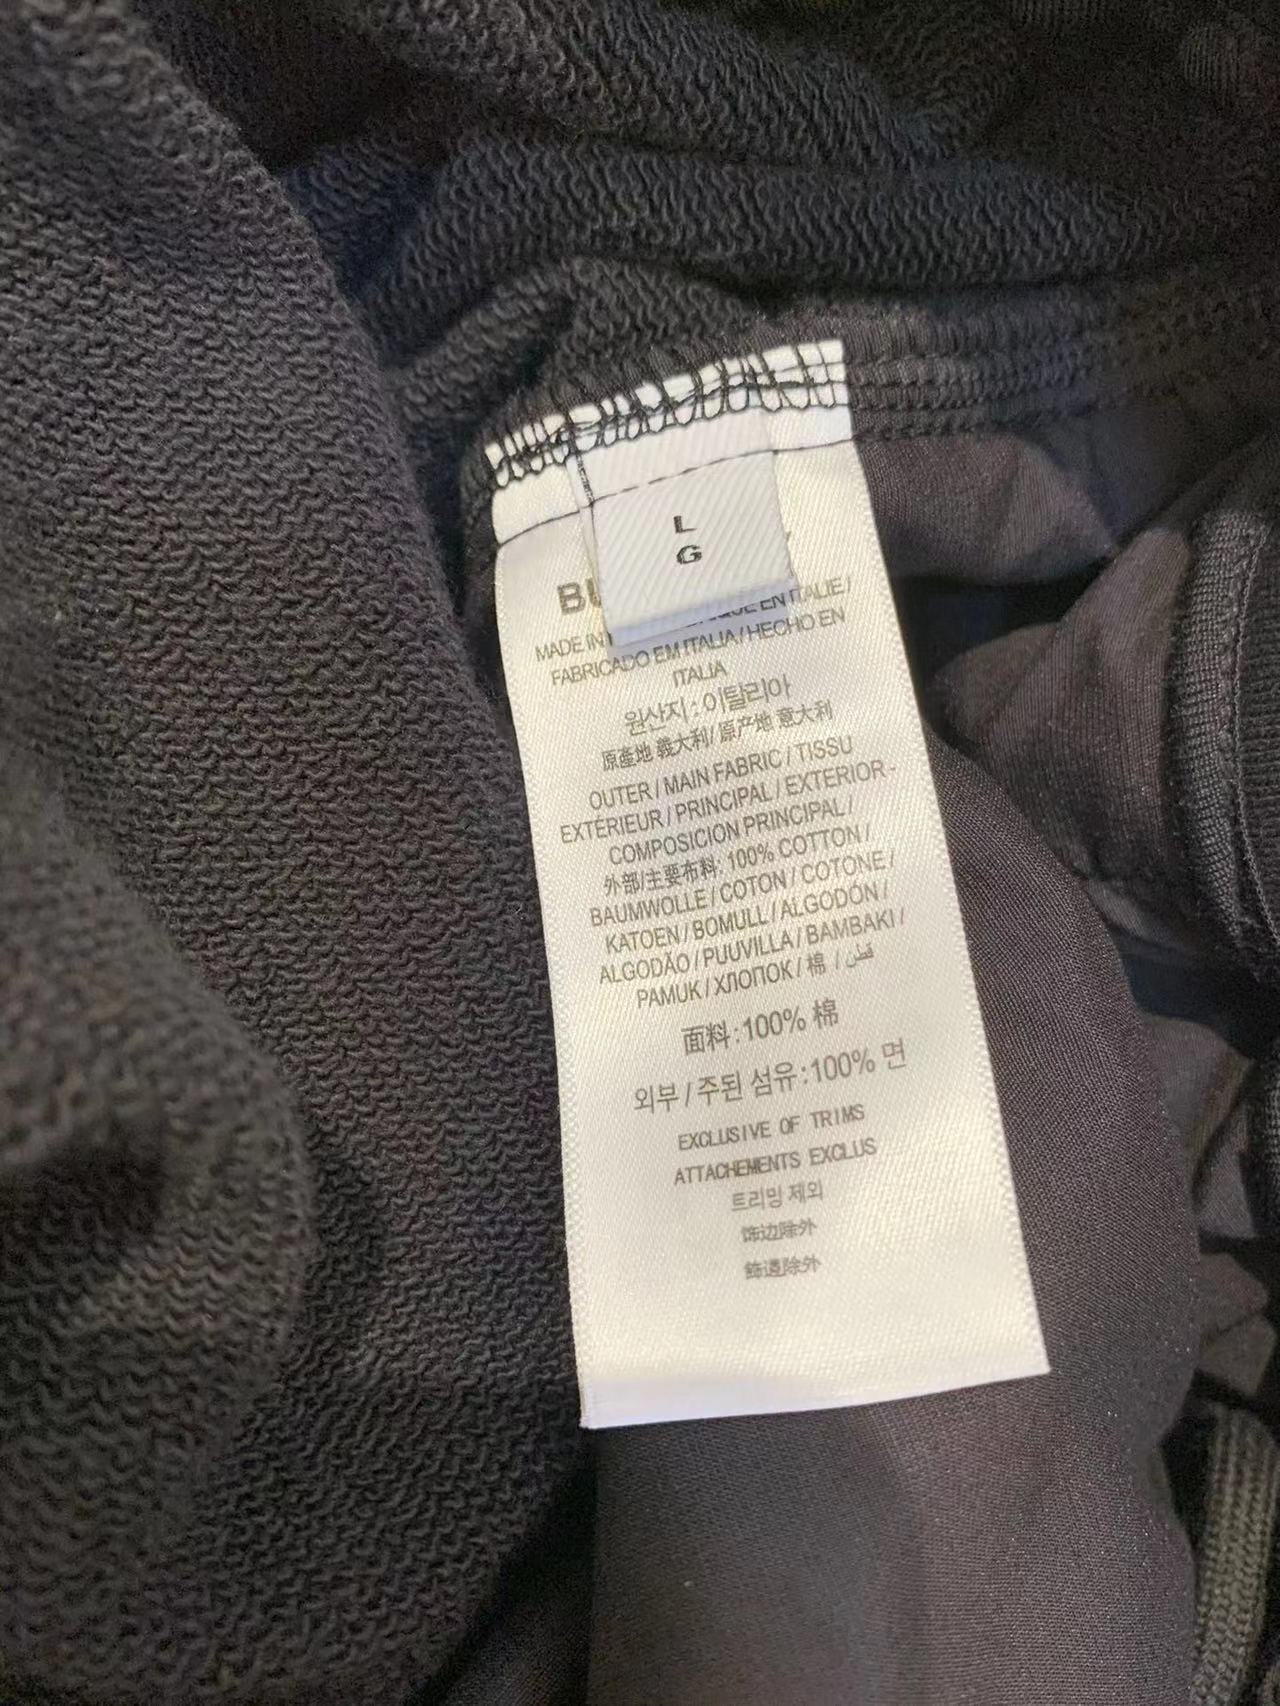 L
G
BU
MADE IN EN ITALIE /
FABRICADO EM ITALIA / HECHO EN
ITALIA
원산지 : 이탈리아
原產地 義大利/ 原产地 意大利
OUTER / MAIN FABRIC / TISSU
EXTÉRIEUR / PRINCIPAL / EXTERIOR -
COMPOSICION PRINCIPAL /
外部/主要布料: 100% COTTON /
BAUMWOLLE / COTON / COTONE /
KATOEN / BOMULL / ALGODÓN /
ALGODÃO / PUUVILLA / BAMBAKI /
PAMUK / ХЛОПОК / 棉 / قطن
面料 : 100% 棉
외부 / 주된 섬유 : 100% 면
EXCLUSIVE OF TRIMS
ATTACHEMENTS EXCLUS
트리밍 제외
饰边除外
飾邊除外